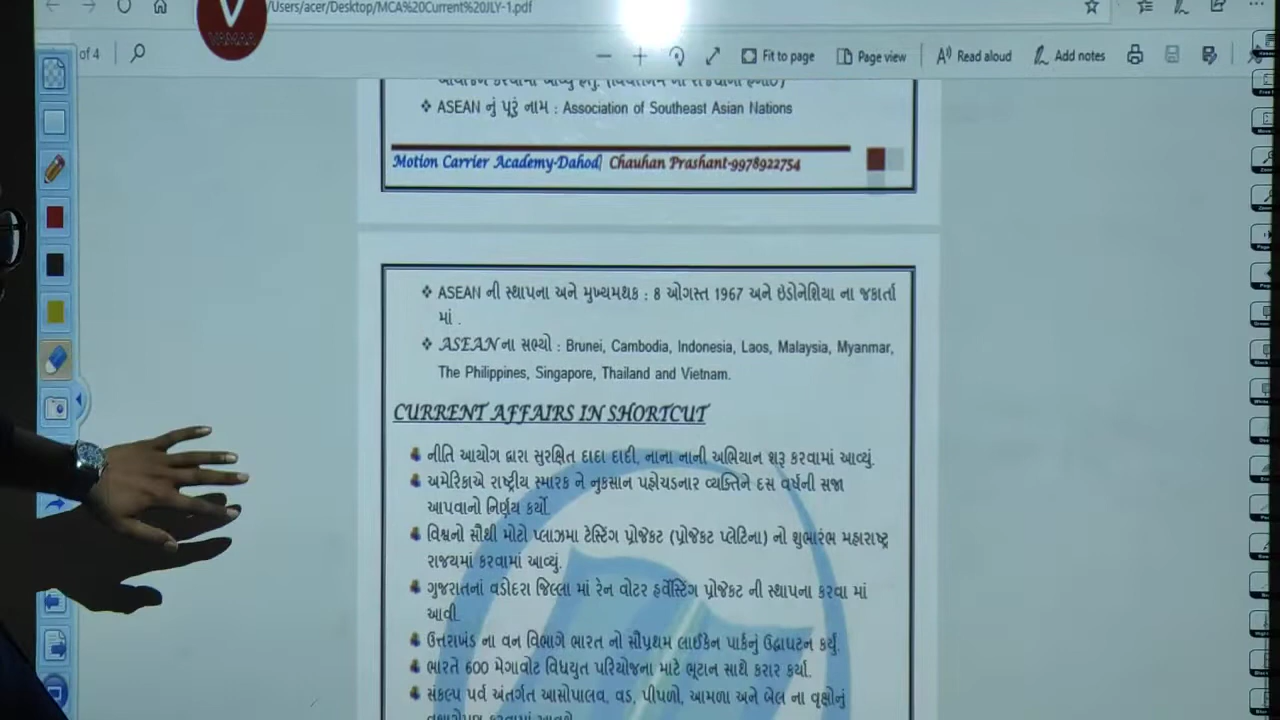 /Users/acer/Desktop/MCA%20Current%20JLY-1.pdf
of 4
Fit to page
Page view
Read aloud
Add notes
❖ ASEAN નું પૂરું નામ : Association of Southeast Asian Nations
Motion Carrier Academy-Dahod| Chauhan Prashant-9978922754
❖ ASEAN ની સ્થાપના અને મુખ્યમથક : 8 ઓગસ્ત 1967 અને ઇંડોનેશિયા ના જકાર્તા
માં .
❖ ASEAN ના સભ્યો : Brunei, Cambodia, Indonesia, Laos, Malaysia, Myanmar,
The Philippines, Singapore, Thailand and Vietnam.
CURRENT AFFAIRS IN SHORTCUT
નીતિ આયોગ દ્વારા સુરક્ષિત દાદા દાદી, નાના નાની અભિયાન શરૂ કરવામાં આવ્યું.
અમેરિકાએ રાષ્ટ્રીય સ્મારક ને નુકસાન પહોચડનાર વ્યક્તિને દસ વર્ષની સજા
આપવાનો નિર્ણય કર્યો.
વિશ્વનો સૌથી મોટો પ્લાઝમા ટેસ્ટિંગ પ્રોજેકટ (પ્રોજેકટ પ્લેટિના) નો શુભારંભ મહારાષ્ટ્ર
રાજયમાં કરવામાં આવ્યું.
ગુજરાતનાં વડોદરા જિલ્લા માં રેન વોટર હર્વેસ્ટિંગ પ્રોજેકટ ની સ્થાપના કરવા માં
આવી.
ઉત્તરાખંડ ના વન વિભાગે ભારત નો સૌપ્રથમ લાઈકેન પાર્કનું ઉદ્ઘાટન કર્યું.
ભારતે 600 મેગાવોટ વિધયુત પરિયોજના માટે ભૂટાન સાથે કરાર કર્યા.
સંકલ્પ પર્વ અંતર્ગત આસોપાલવ, વડ, પીપળો, આમળા અને બેલ ના વૃક્ષોનું